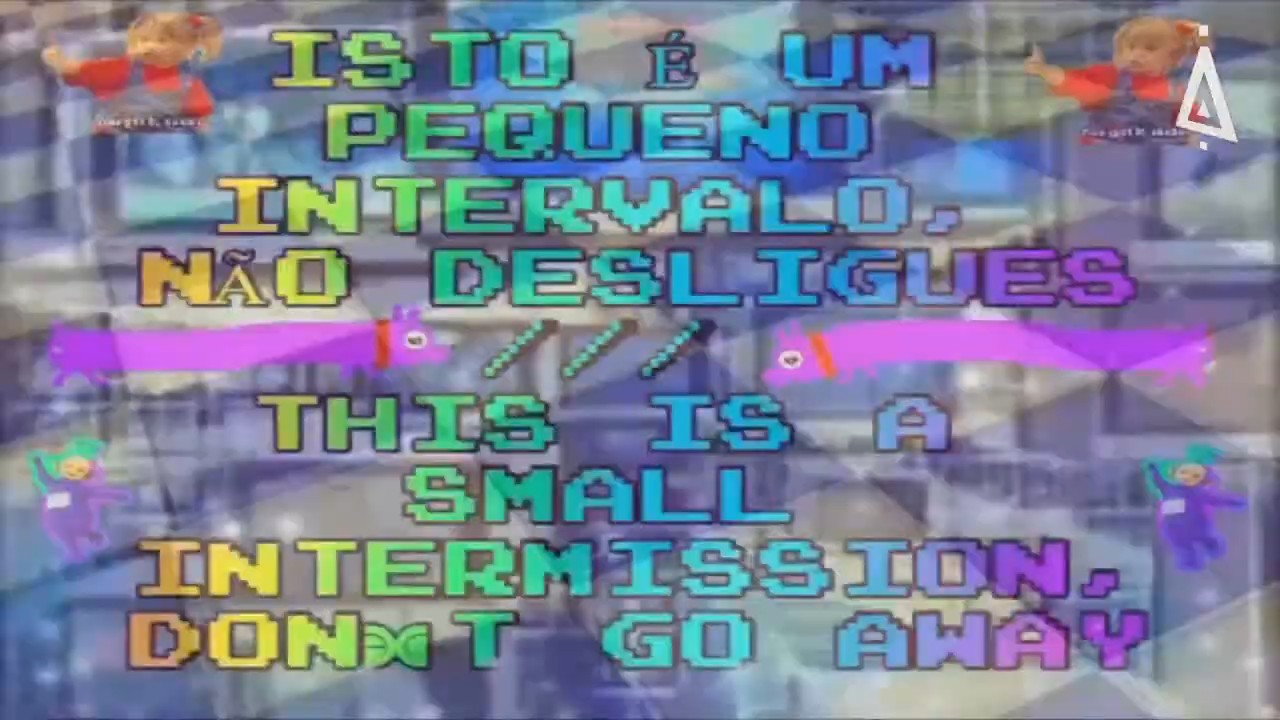 ISTO É UM
PEQUENO
INTERVALO,
NÃO DESLIGUES
///
THIS IS A
SMALL
INTERMISSION,
DON'T GO AWAY